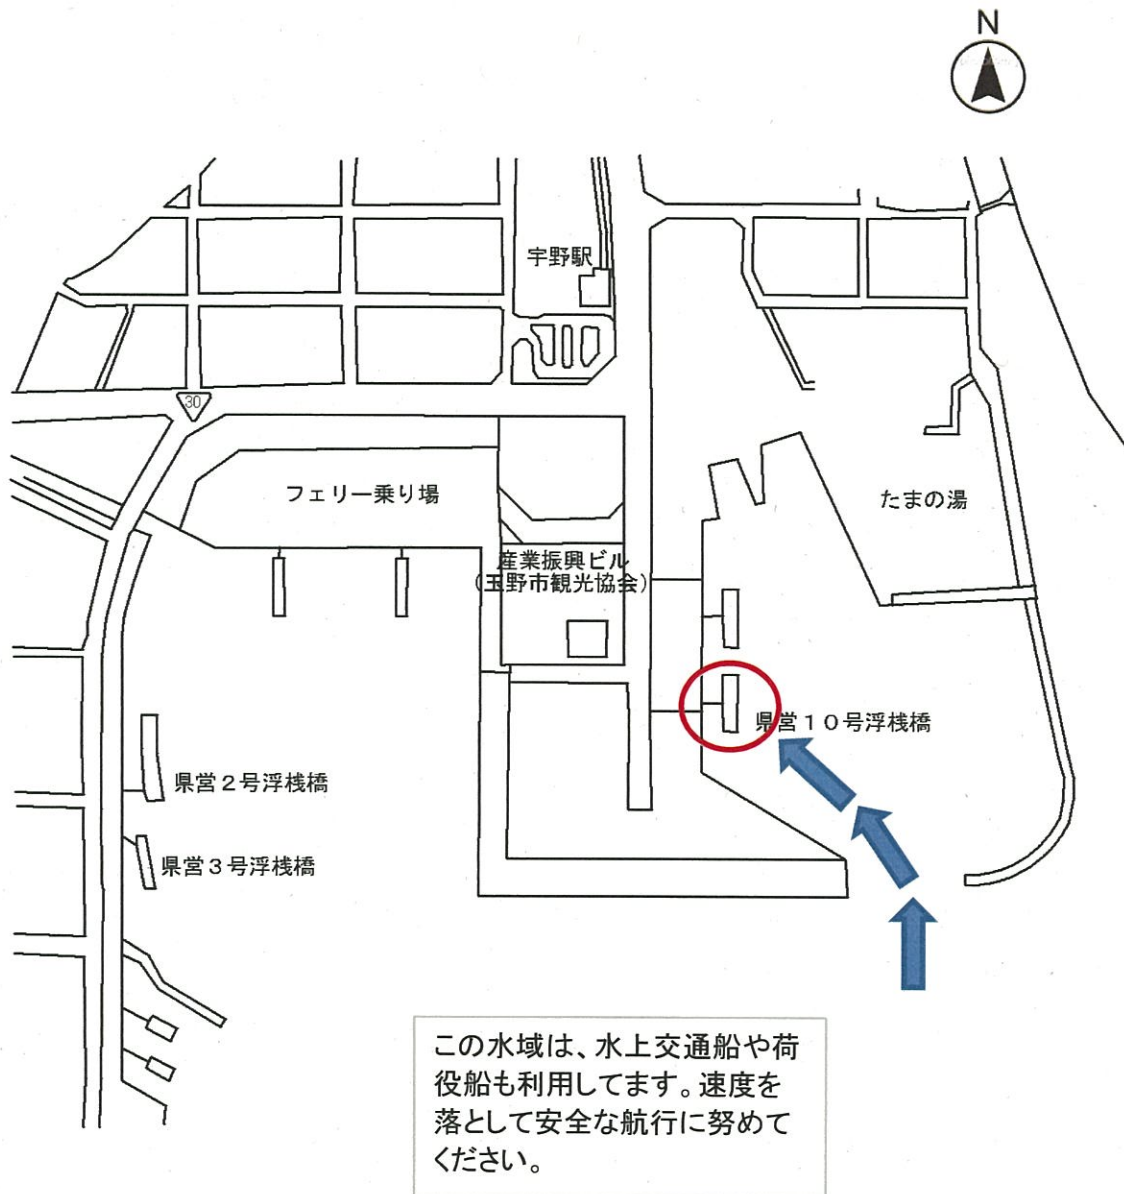 N
宇野駅
30
フェリー乗り場
たまの湯
産業振興ビル
(玉野市観光協会)
県営10号浮桟橋
県営2号浮桟橋
県営3号浮桟橋
この水域は、水上交通船や荷
役船も利用してます。速度を
落として安全な航行に努めて
ください。